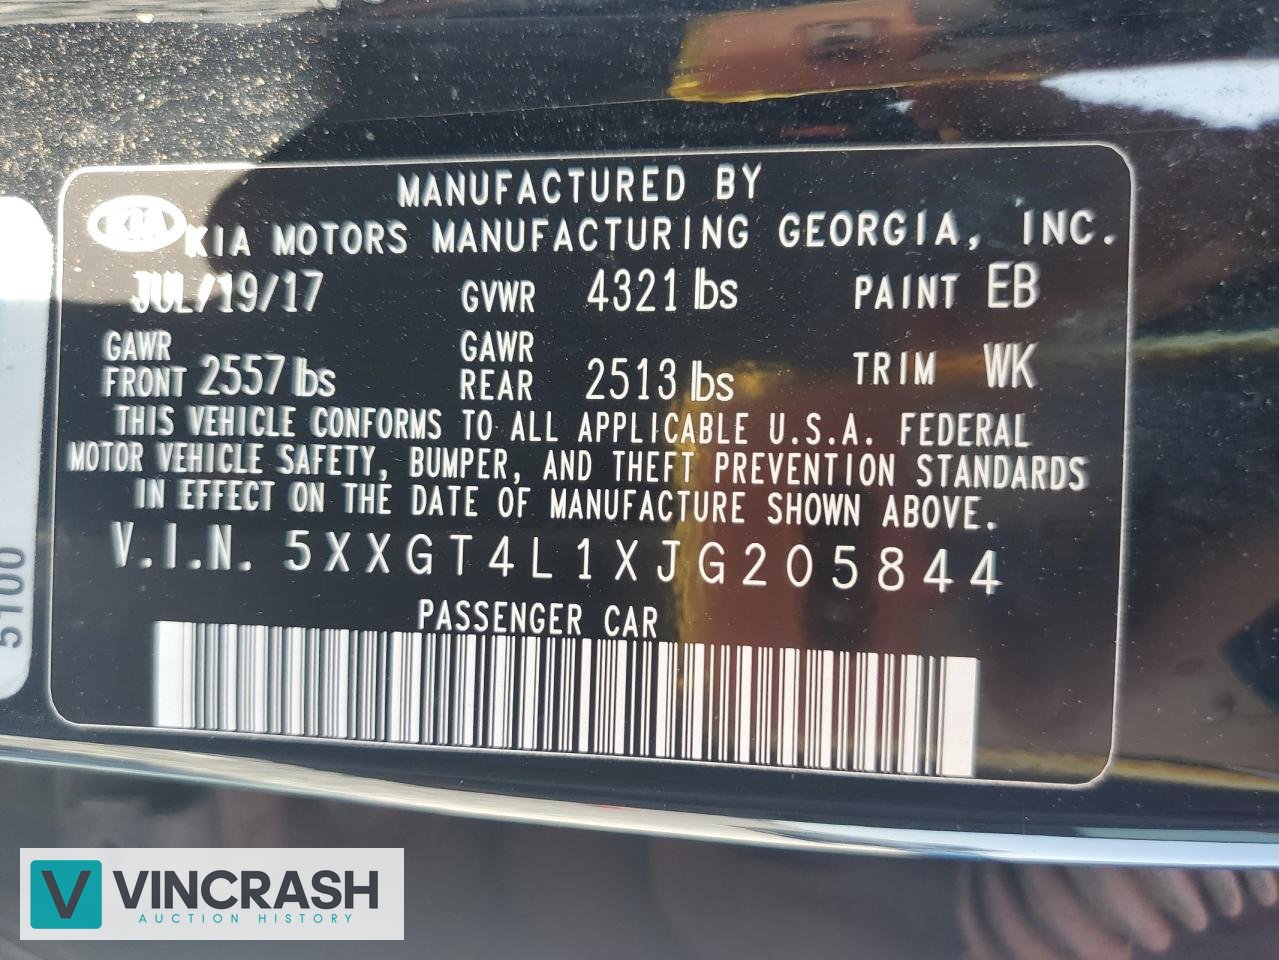 MANUFACTURED BY
KIA
KIA MOTORS MANUFACTURING GEORGIA, INC.
JUL/19/17 GVWR 4321 lbs PAINT EB
GAWR FRONT 2557 lbs GAWR REAR 2513 lbs TRIM WK
THIS VEHICLE CONFORMS TO ALL APPLICABLE U.S.A. FEDERAL
MOTOR VEHICLE SAFETY, BUMPER, AND THEFT PREVENTION STANDARDS
IN EFFECT ON THE DATE OF MANUFACTURE SHOWN ABOVE.
V.I.N. 5XXGT4L1XJG205844
PASSENGER CAR
5100
V VINCRASH
AUCTION HISTORY